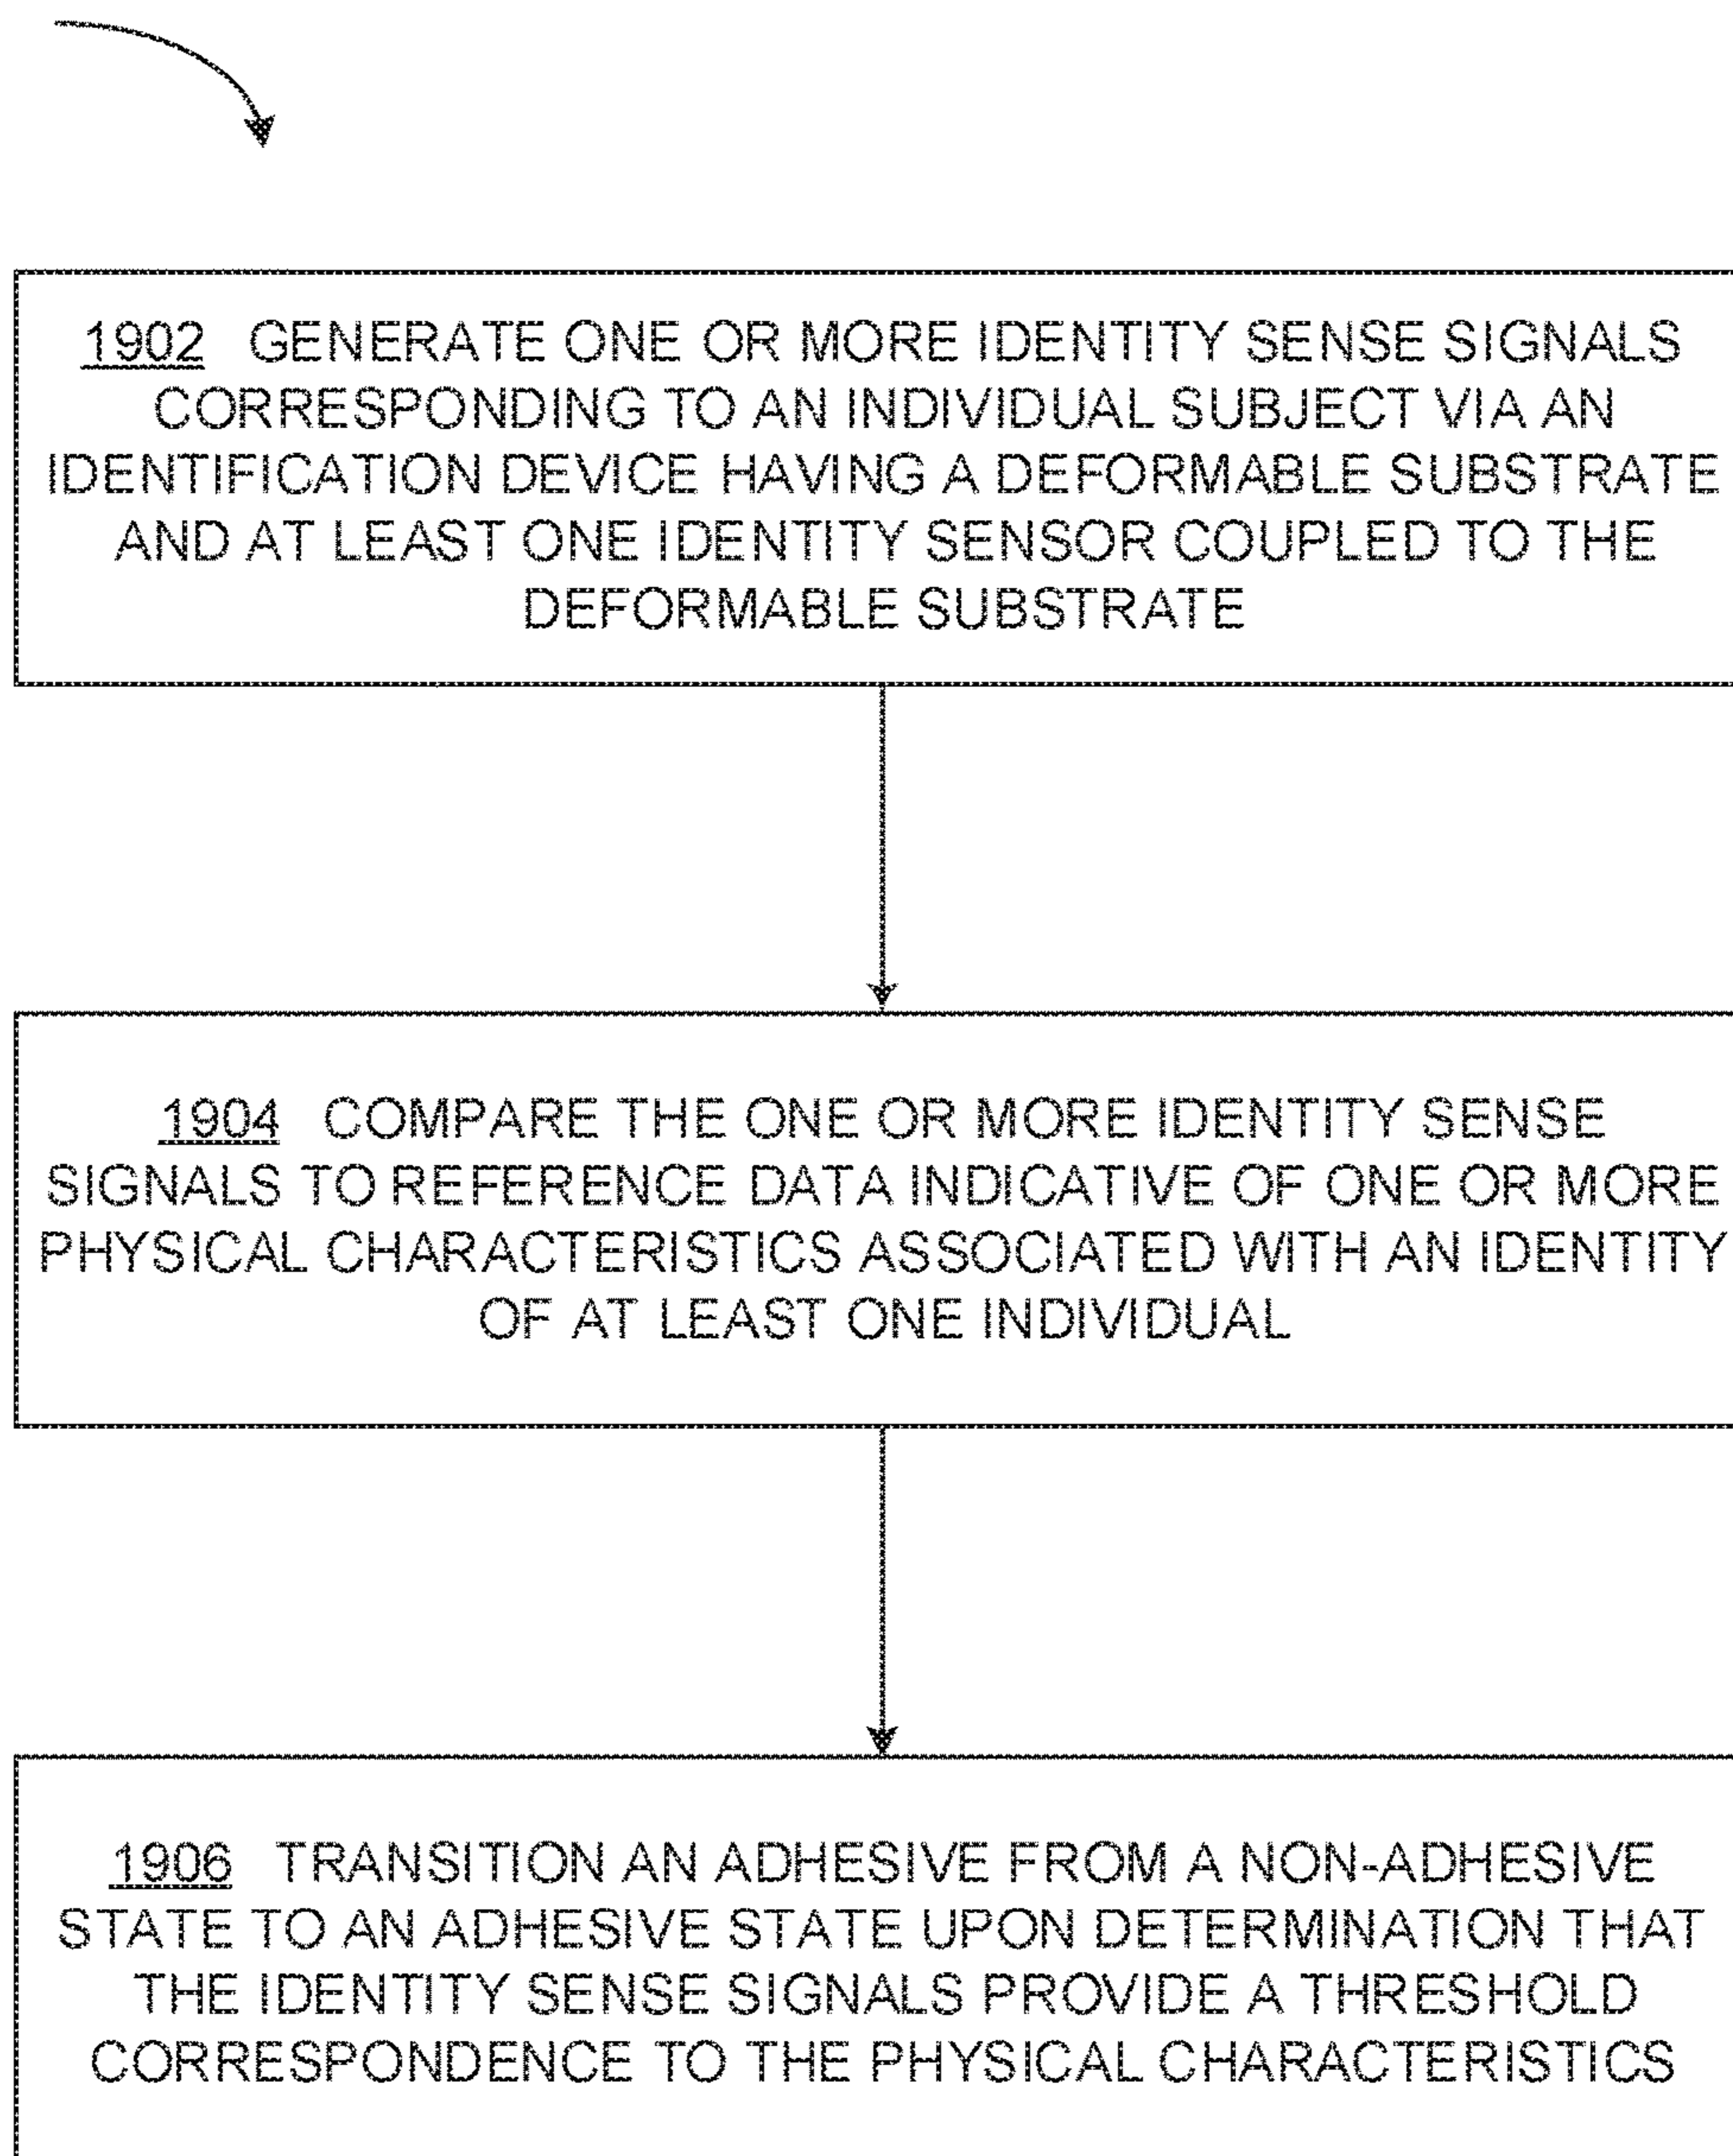 1902 GENERATE ONE OR MORE IDENTITY SENSE SIGNALS
CORRESPONDING TO AN INDIVIDUAL SUBJECT VIA AN
IDENTIFICATION DEVICE HAVING A DEFORMABLE SUBSTRATE
AND AT LEAST ONE IDENTITY SENSOR COUPLED TO THE
DEFORMABLE SUBSTRATE
1904 COMPARE THE ONE OR MORE IDENTITY SENSE
SIGNALS TO REFERENCE DATA INDICATIVE OF ONE OR MORE
PHYSICAL CHARACTERISTICS ASSOCIATED WITH AN IDENTITY
OF AT LEAST ONE INDIVIDUAL
1906 TRANSITION AN ADHESIVE FROM A NON-ADHESIVE
STATE TO AN ADHESIVE STATE UPON DETERMINATION THAT
THE IDENTITY SENSE SIGNALS PROVIDE A THRESHOLD
CORRESPONDENCE TO THE PHYSICAL CHARACTERISTICS